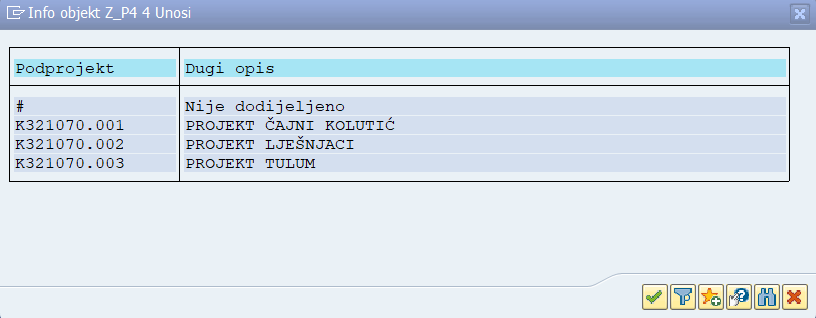 Info objekt Z_P4 4 Unosi
Podprojekt Dugi opis
# Nije dodijeljeno
K321070.001 PROJEKT ČAJNI KOLUTIĆ
K321070.002 PROJEKT LJEŠNJACI
K321070.003 PROJEKT TULUM